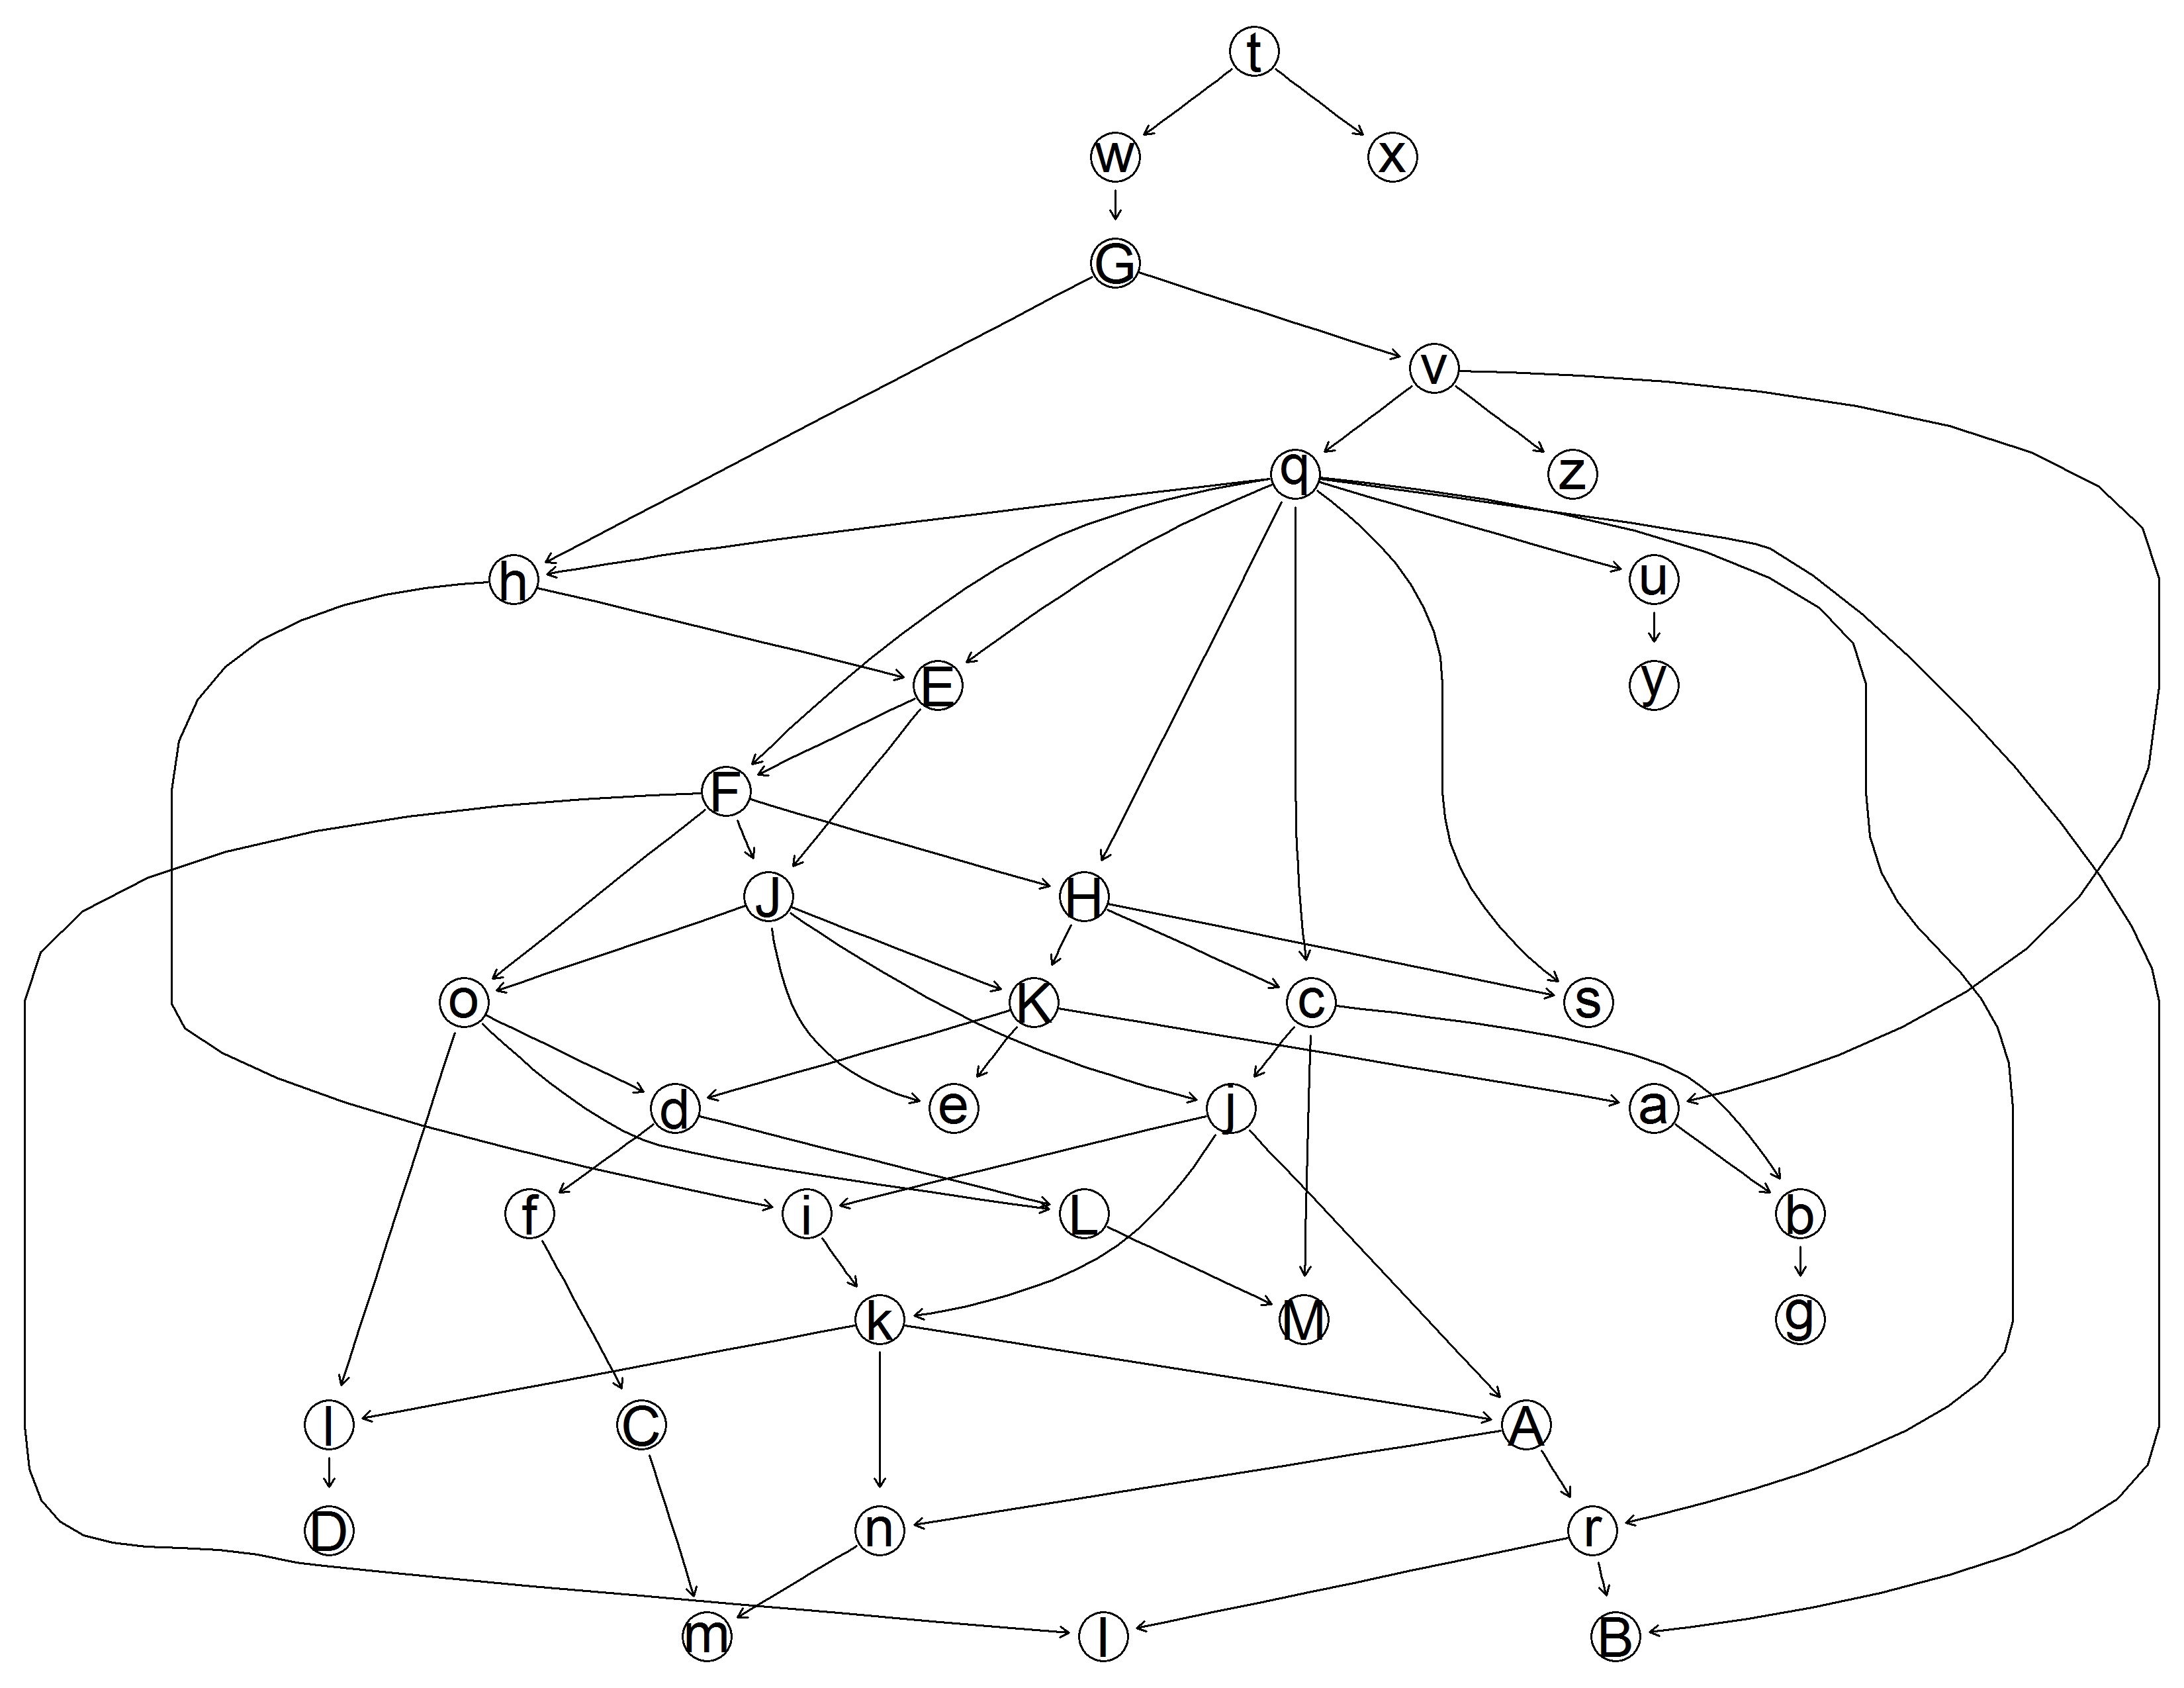 t
w x
G
v
q z
h u
E y
F
J H
o K c s
d e j a
f i L b
k M g
l C A
D n r
m I B